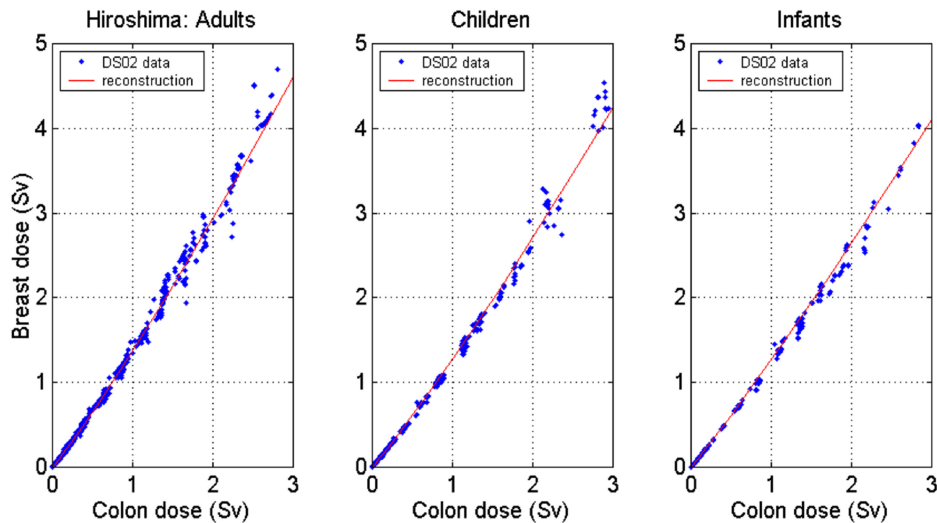 Hiroshima: Adults
Breast dose (Sv)
5
4
3
2
1
0
DS02 data
reconstruction
0 1 2 3
Colon dose (Sv)
Children
5
4
3
2
1
0
DS02 data
reconstruction
0 1 2 3
Colon dose (Sv)
Infants
5
4
3
2
1
0
DS02 data
reconstruction
0 1 2 3
Colon dose (Sv)